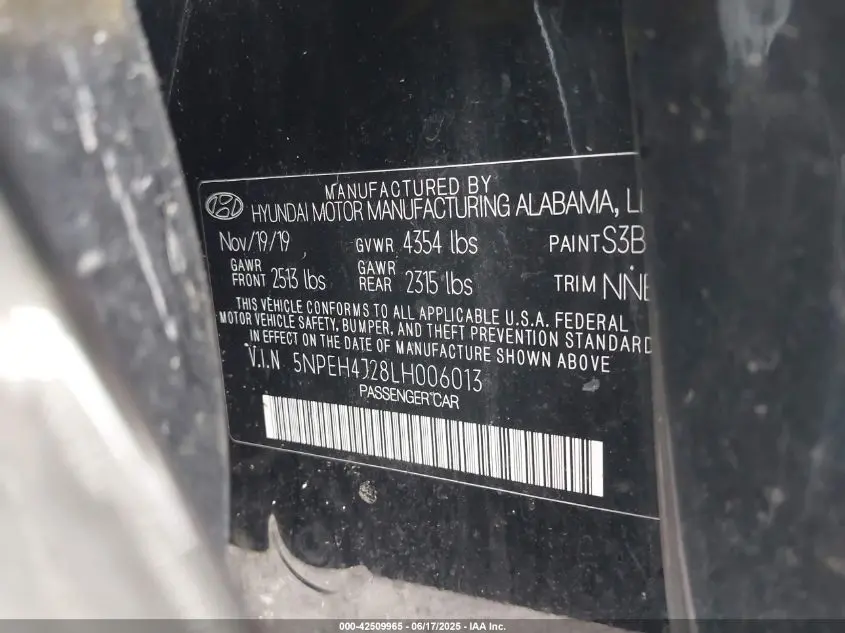 MANUFACTURED BY
HYUNDAI MOTOR MANUFACTURING ALABAMA,
Nov/19/19 GVWR 4354 lbs PAINT S3B
GAWR FRONT 2513 lbs GAWR REAR 2315 lbs TRIM
THIS VEHICLE CONFORMS TO ALL APPLICABLE U.S.A. FEDERAL
MOTOR VEHICLE SAFETY, BUMPER, AND THEFT PREVENTION STANDARD
IN EFFECT ON THE DATE OF MANUFACTURE SHOWN ABOVE
V.I.N 5NPEH4J28LH006013
PASSENGER CAR
000-42509965 - 06/17/2025 - IAA Inc.